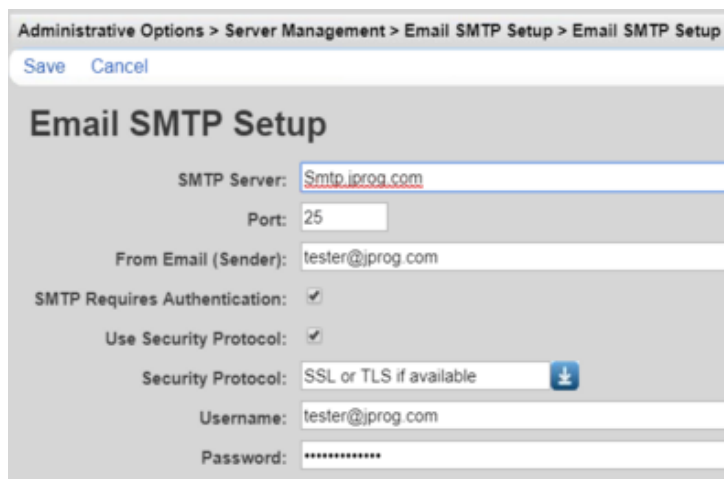 Administrative Options > Server Management > Email SMTP Setup > Email SMTP Setup
Save Cancel
Email SMTP Setup
SMTP Server: Smtp.jprog.com
Port: 25
From Email (Sender): tester@jprog.com
SMTP Requires Authentication:
Use Security Protocol:
Security Protocol: SSL or TLS if available
Username: tester@jprog.com
Password: •••••••••••••